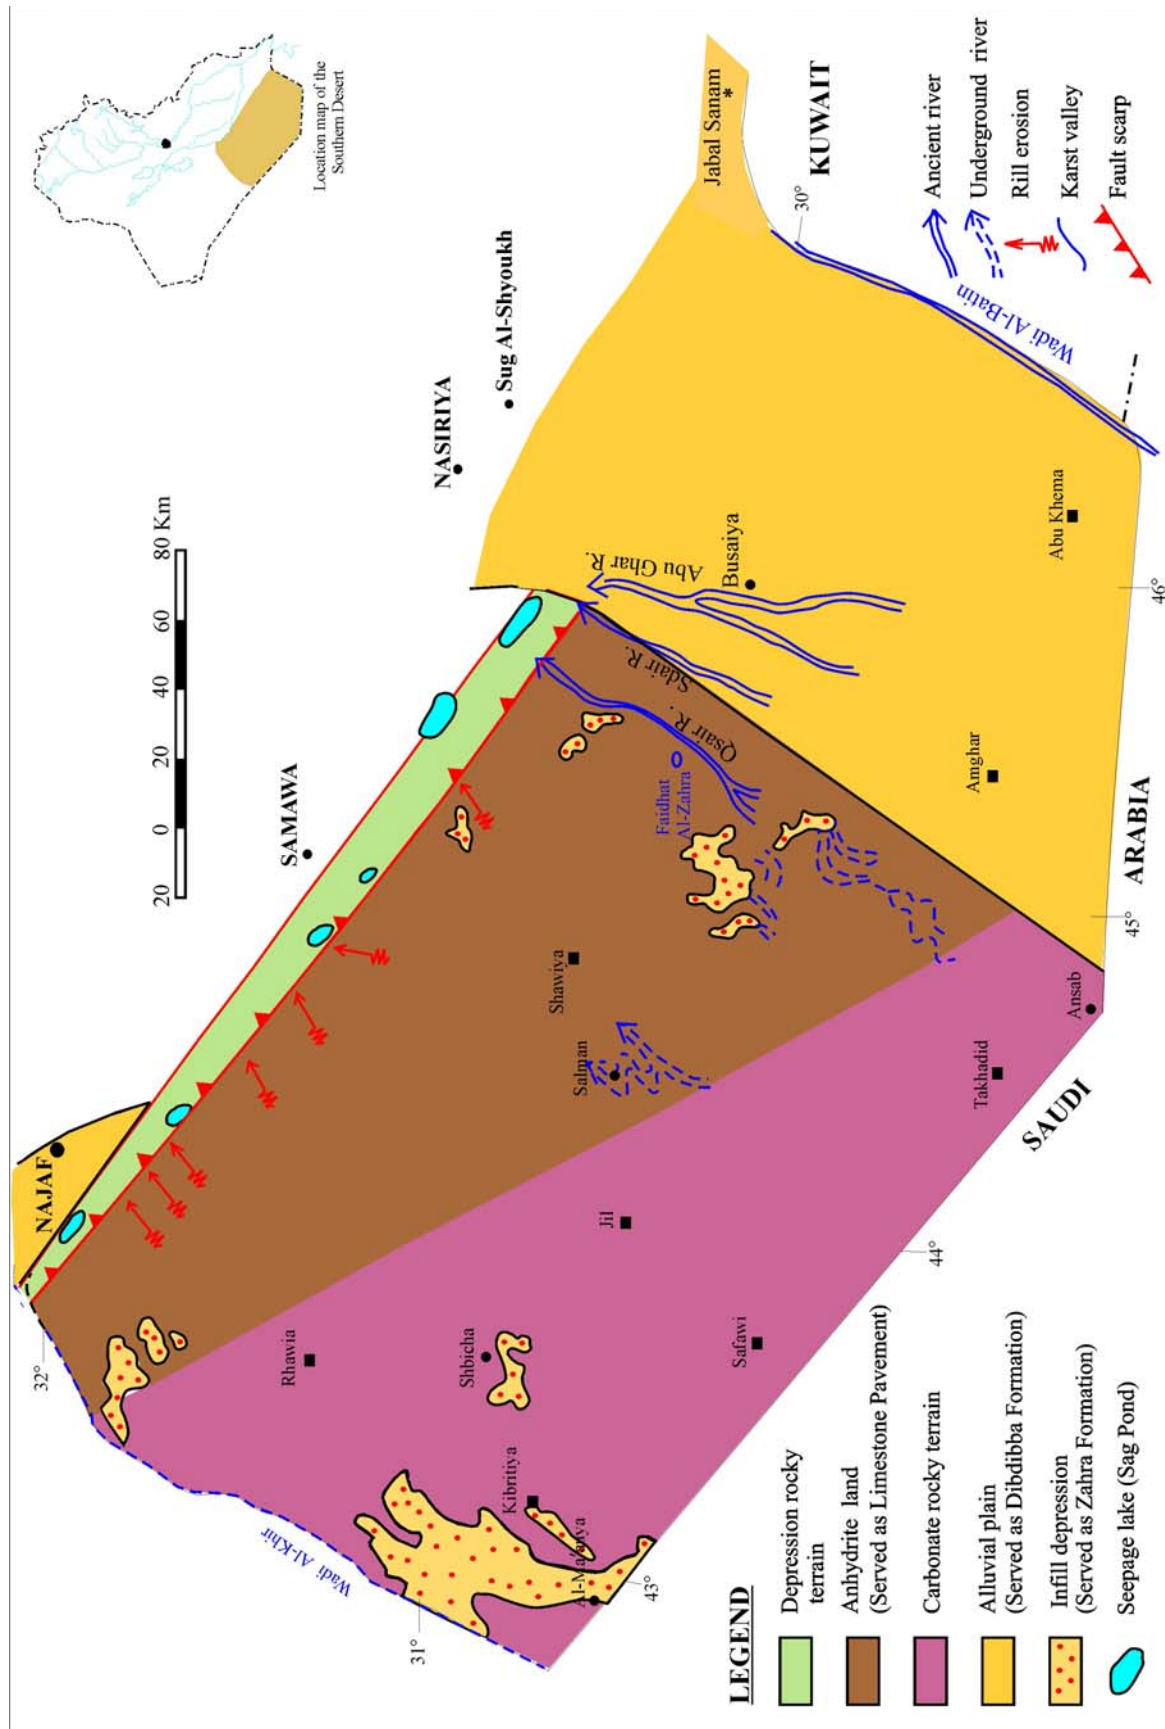 Location map of the
Southern Desert
NAJAF
SAMAWA
NASIRIYA
Sug Al-Shyoukh
20 0 20 40 60 80 Km
Jabal Sanam
*
KUWAIT
30°
32°
31°
Wadi Al-Khir
Rhawia
Shbicha
Kibritiya
Al-Ma'aniya
43°
Safawi
Jil
44°
Salman
Shawiya
Faidhat
Al-Zahra
Qsair R.
Sdair R.
Abu Ghar R.
Busaiya
Wadi Al-Batin
Takhadid
Ansab
Amghar
Abu Khema
45°
46°
SAUDI
ARABIA
LEGEND
Depression rocky
terrain
Anhydrite land
(Served as Limestone Pavement)
Carbonate rocky terrain
Alluvial plain
(Served as Dibdibba Formation)
Infill depression
(Served as Zahra Formation)
Seepage lake (Sag Pond)
Ancient river
Underground river
Rill erosion
Karst valley
Fault scarp